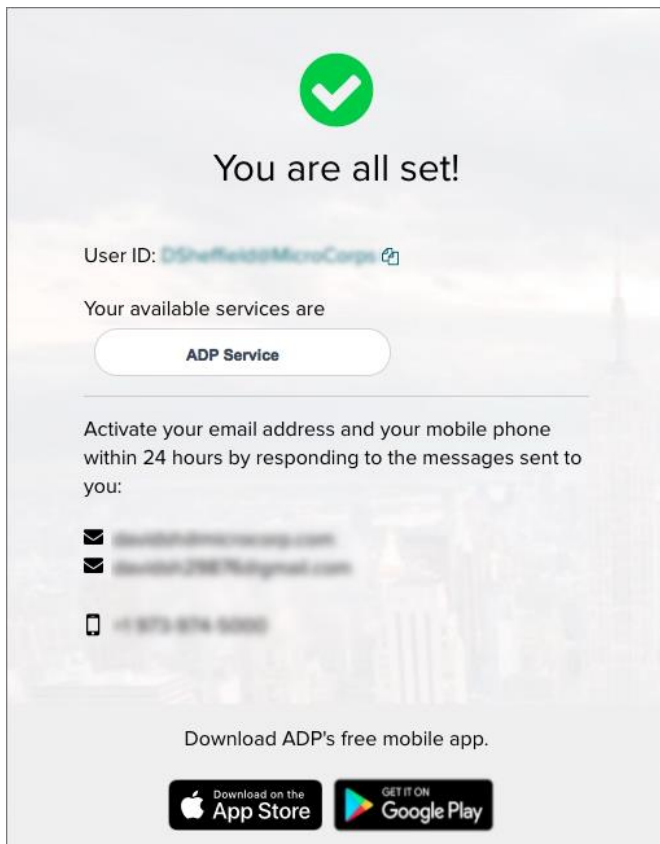 You are all set!
User ID:
Your available services are
ADP Service
Activate your email address and your mobile phone
within 24 hours by responding to the messages sent to
you:
Download ADP's free mobile app.
Download on the
App Store
GET IT ON
Google Play